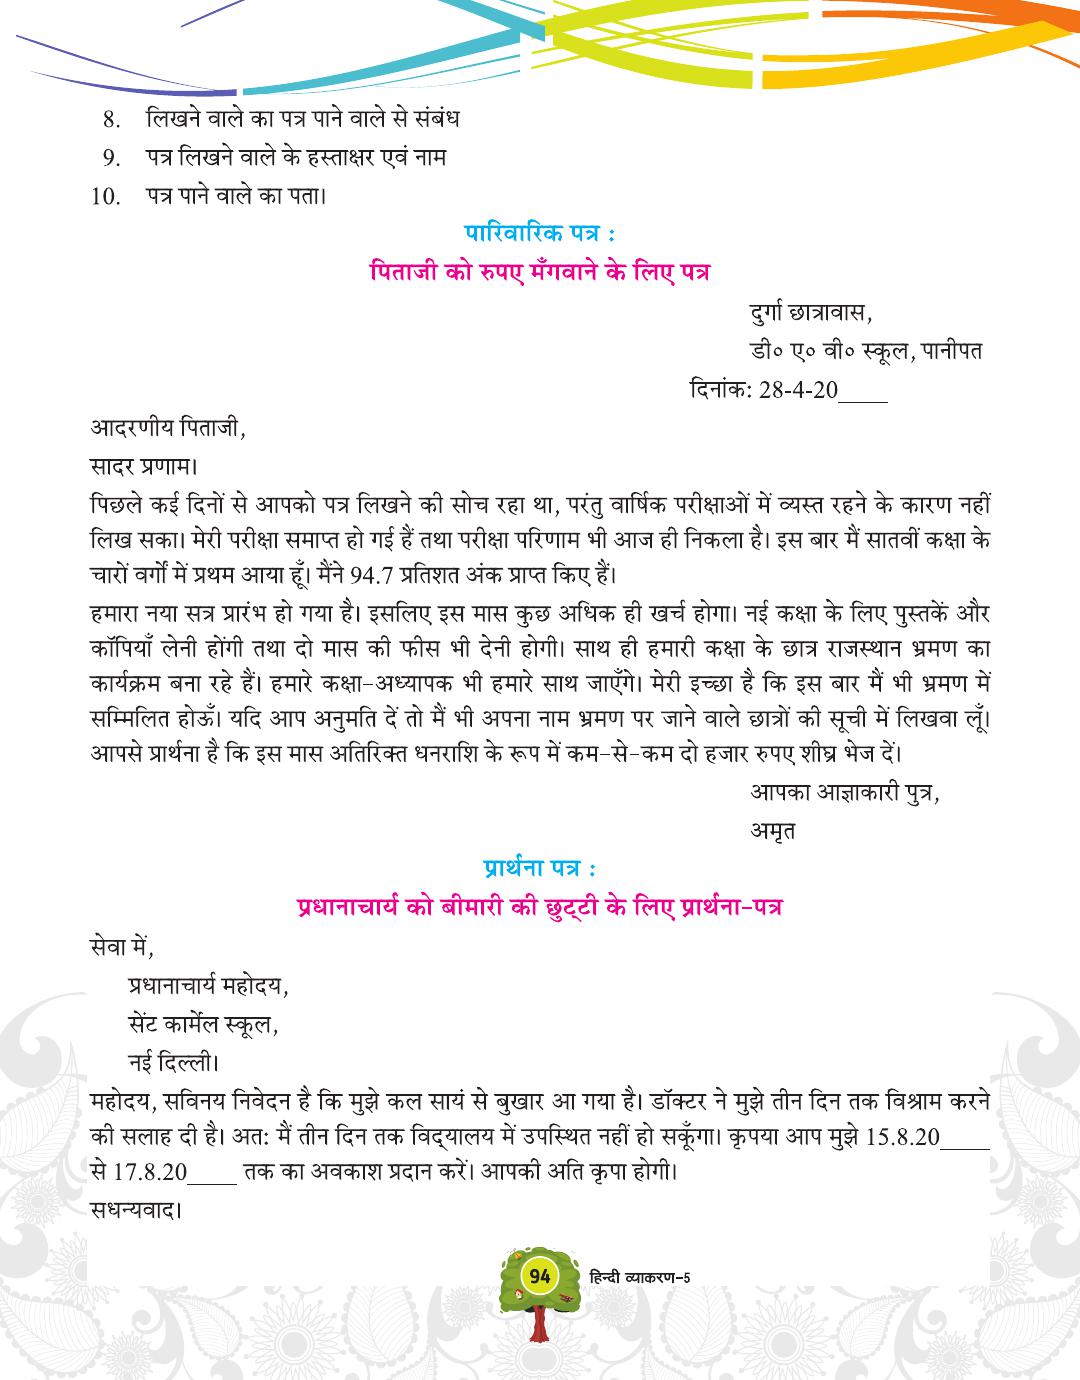 8. लिखने वाले का पत्र पाने वाले से संबंध
9. पत्र लिखने वाले के हस्ताक्षर एवं नाम
10. पत्र पाने वाले का पता।
पारिवारिक पत्र :
पिताजी को रुपए मँगवाने के लिए पत्र
दुर्गा छात्रावास,
डी० ए० वी० स्कूल, पानीपत
दिनांक: 28-4-20____
आदरणीय पिताजी,
सादर प्रणाम।
पिछले कई दिनों से आपको पत्र लिखने की सोच रहा था, परंतु वार्षिक परीक्षाओं में व्यस्त रहने के कारण नहीं
लिख सका। मेरी परीक्षा समाप्त हो गई हैं तथा परीक्षा परिणाम भी आज ही निकला है। इस बार मैं सातवीं कक्षा के
चारों वर्गों में प्रथम आया हूँ। मैंने 94.7 प्रतिशत अंक प्राप्त किए हैं।
हमारा नया सत्र प्रारंभ हो गया है। इसलिए इस मास कुछ अधिक ही खर्च होगा। नई कक्षा के लिए पुस्तकें और
कॉपियाँ लेनी होंगी तथा दो मास की फीस भी देनी होगी। साथ ही हमारी कक्षा के छात्र राजस्थान भ्रमण का
कार्यक्रम बना रहे हैं। हमारे कक्षा-अध्यापक भी हमारे साथ जाएँगे। मेरी इच्छा है कि इस बार मैं भी भ्रमण में
सम्मिलित होऊँ। यदि आप अनुमति दें तो मैं भी अपना नाम भ्रमण पर जाने वाले छात्रों की सूची में लिखवा लूँ।
आपसे प्रार्थना है कि इस मास अतिरिक्त धनराशि के रूप में कम-से-कम दो हजार रुपए शीघ्र भेज दें।
आपका आज्ञाकारी पुत्र,
अमृत
प्रार्थना पत्र :
प्रधानाचार्य को बीमारी की छुट्‌टी के लिए प्रार्थना-पत्र
सेवा में,
प्रधानाचार्य महोदय,
सेंट कार्मेल स्कूल,
नई दिल्ली।
महोदय, सविनय निवेदन है कि मुझे कल सायं से बुखार आ गया है। डॉक्टर ने मुझे तीन दिन तक विश्राम करने
की सलाह दी है। अत: मैं तीन दिन तक विद्‌यालय में उपस्थित नहीं हो सकूँगा। कृपया आप मुझे 15.8.20____
से 17.8.20____ तक का अवकाश प्रदान करें। आपकी अति कृपा होगी।
सधन्यवाद।
94 हिन्दी व्याकरण-5